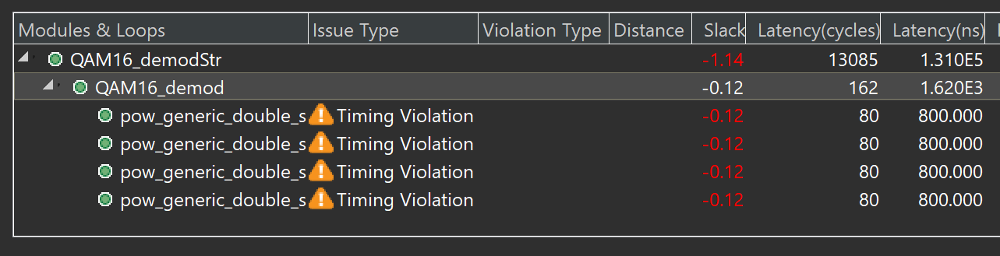 Modules & Loops Issue Type Violation Type Distance Slack Latency(cycles) Latency(ns)
QAM16_demodStr -1.14 13085 1.310E5
QAM16_demod -0.12 162 1.620E3
pow_generic_double_s Timing Violation -0.12 80 800.000
pow_generic_double_s Timing Violation -0.12 80 800.000
pow_generic_double_s Timing Violation -0.12 80 800.000
pow_generic_double_s Timing Violation -0.12 80 800.000